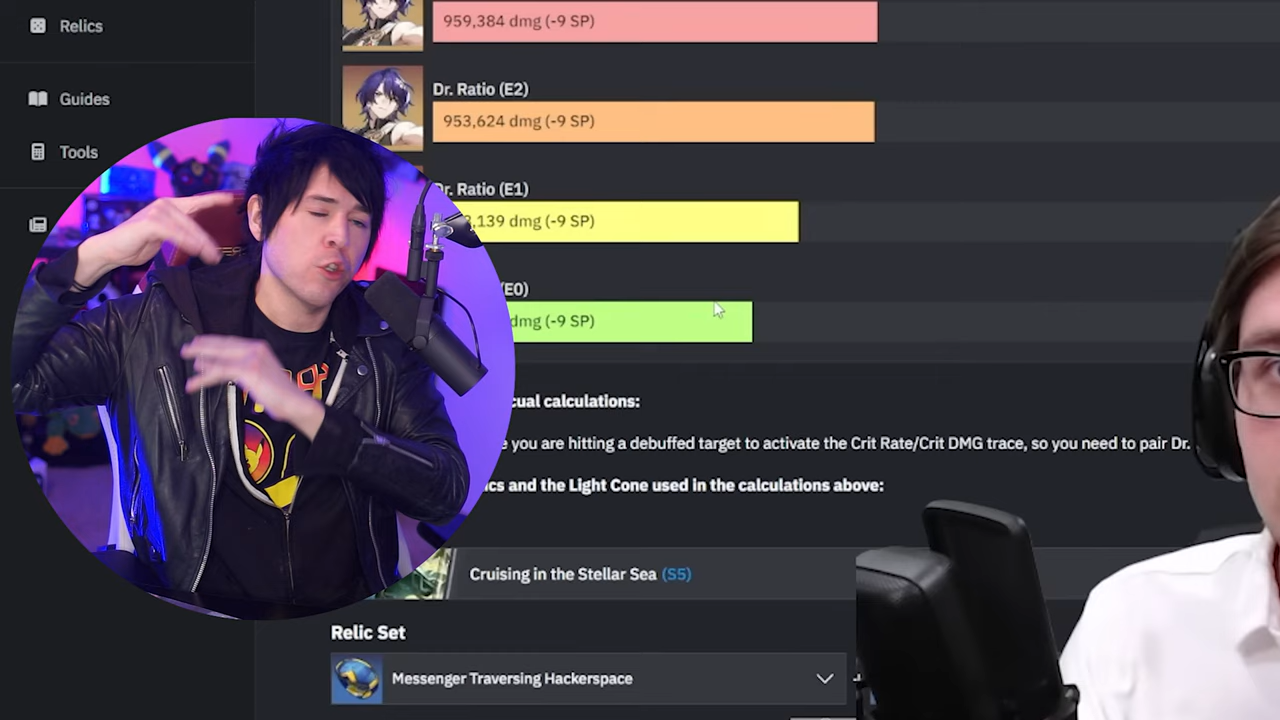 Relics
Guides
Tools
959,384 dmg (-9 SP)
Dr. Ratio (E2)
953,624 dmg (-9 SP)
Dr. Ratio (E1)
,139 dmg (-9 SP)
(E0)
dmg (-9 SP)
calculations:
you are hitting a debuffed target to activate the Crit Rate/Crit DMG trace, so you need to pair Dr.
and the Light Cone used in the calculations above:
Cruising in the Stellar Sea (S5)
Relic Set
Messenger Traversing Hackerspace